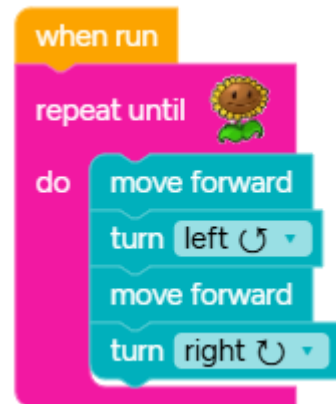 when run
repeat until
do move forward
turn left ↺ ▼
move forward
turn right ↻ ▼